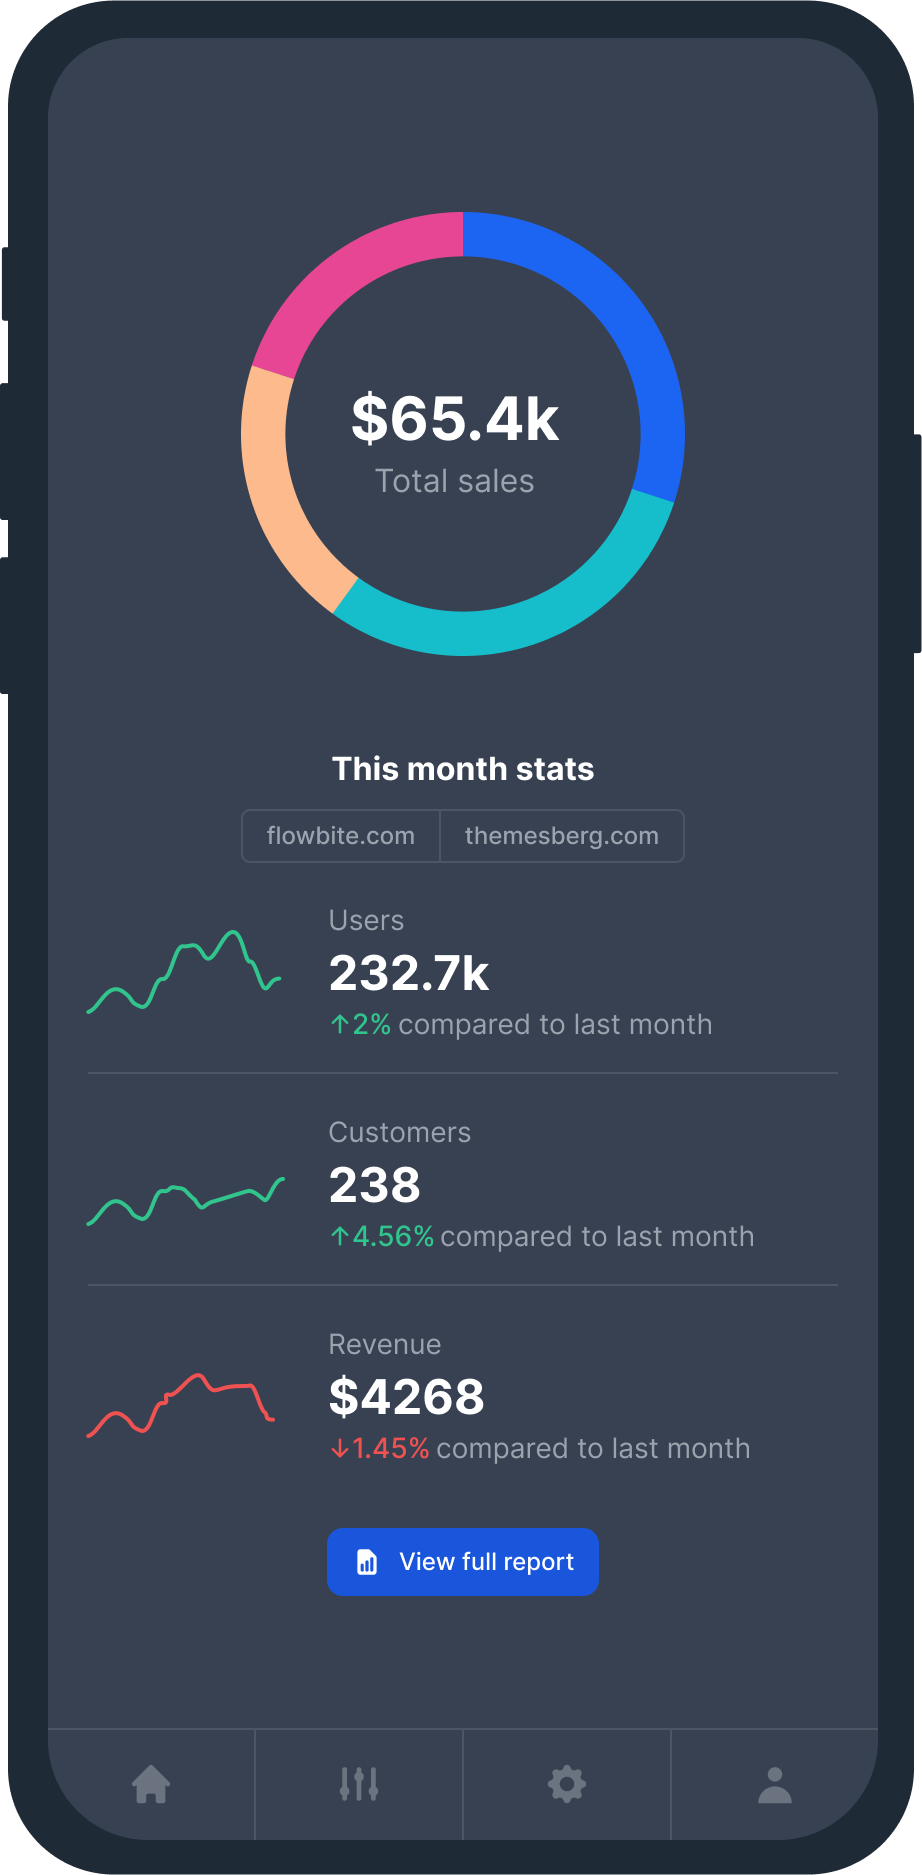 $65.4k
Total sales
This month stats
flowbite.com themesberg.com
Users
232.7k
↑2% compared to last month
Customers
238
↑4.56% compared to last month
Revenue
$4268
↓1.45% compared to last month
View full report